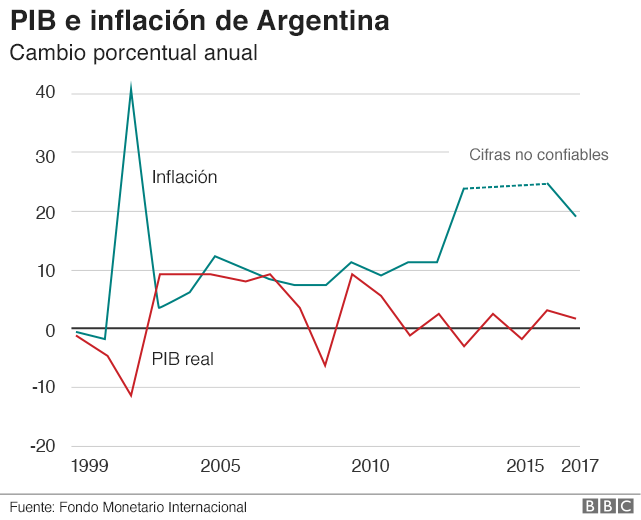 PIB e inflación de Argentina
Cambio porcentual anual
40
30
20
10
0
-10
-20
Cifras no confiables
Inflación
PIB real
1999 2005 2010 2015 2017
Fuente: Fondo Monetario Internacional
BBC